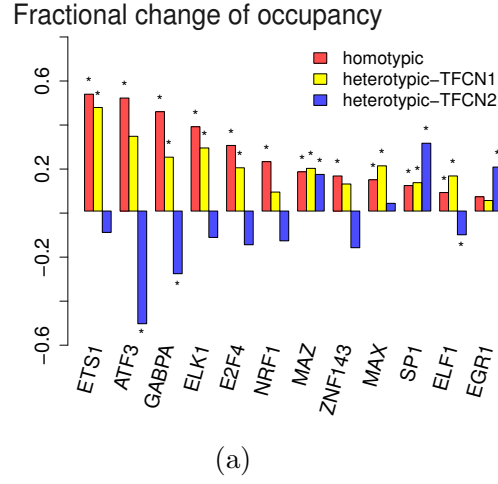 Fractional change of occupancy
homotypic
heterotypic-TFCN1
heterotypic-TFCN2
0.6
0.2
−0.2
−0.6
* * * * * * * * * * * * * * * * * * * * * * * *
ETS1 ATF3 GABPA ELK1 E2F4 NRF1 MAZ ZNF143 MAX SP1 ELF1 EGR1
(a)